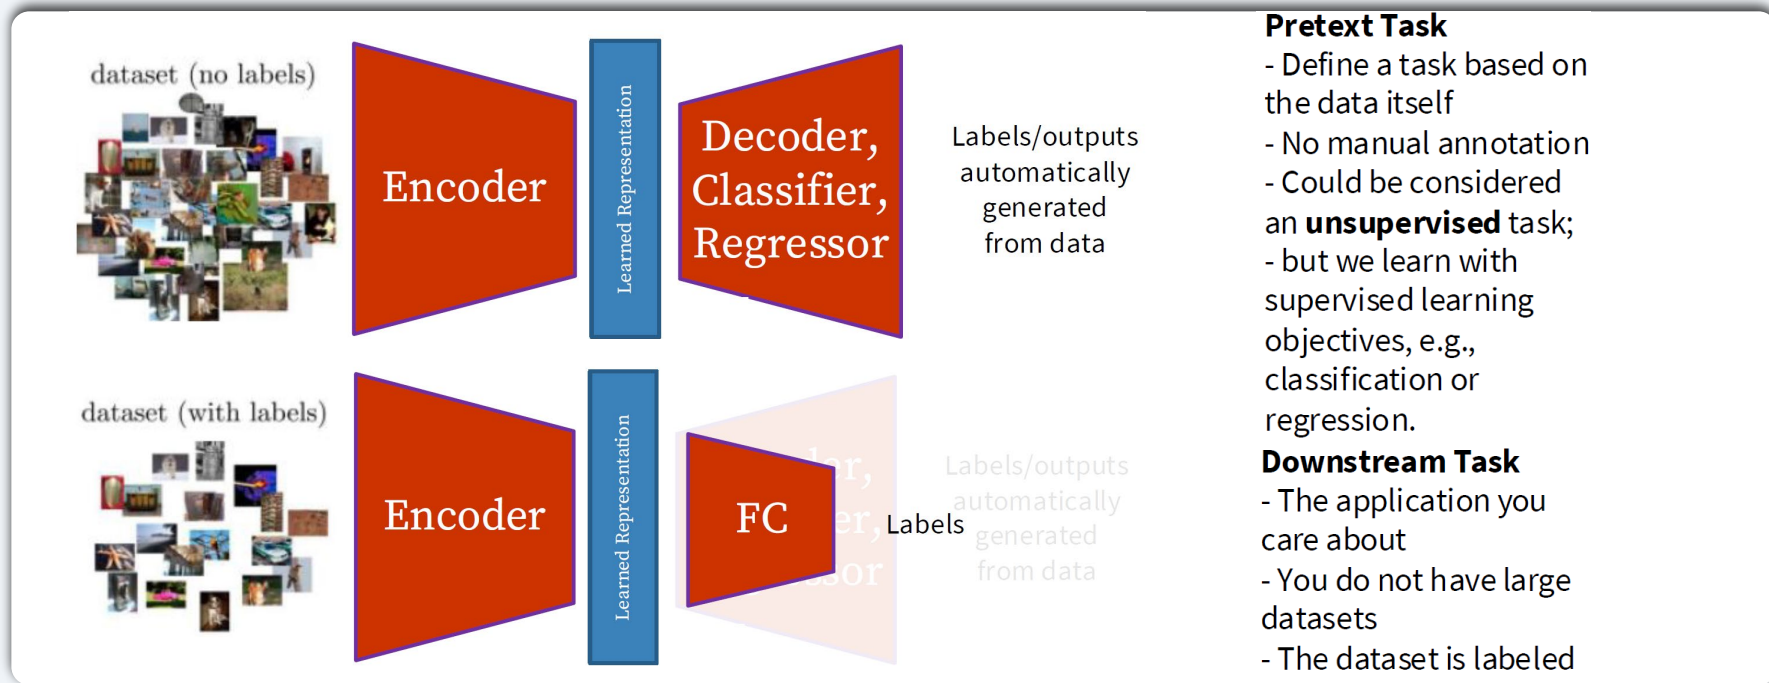 dataset (no labels)
Encoder
Learned Representation
Decoder,
Classifier,
Regressor
Labels/outputs
automatically
generated
from data
Pretext Task
- Define a task based on
the data itself
- No manual annotation
- Could be considered
an unsupervised task;
- but we learn with
supervised learning
objectives, e.g.,
classification or
regression.
dataset (with labels)
Encoder
Learned Representation
FC
er,
er,
ssor
Labels
Labels/outputs
automatically
generated
from data
Downstream Task
- The application you
care about
- You do not have large
datasets
- The dataset is labeled